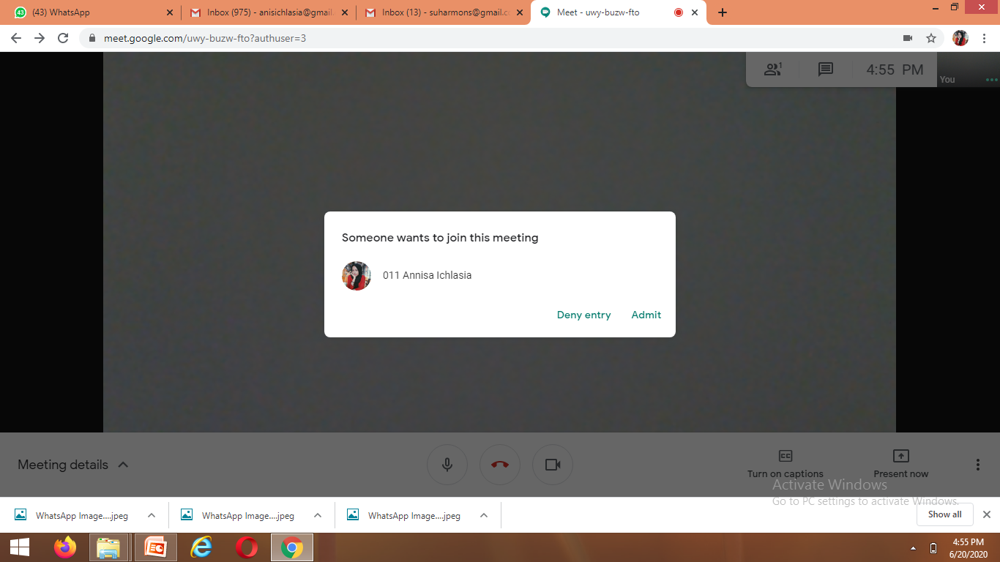 43
(43) WhatsApp
Inbox (975) - anisichlasia@gmail.
Inbox (13) - suharmons@gmail.c
Meet - uwy-buzw-fto
meet.google.com/uwy-buzw-fto?authuser=3
1
4:55 PM
You
Someone wants to join this meeting
011 Annisa Ichlasia
Deny entry
Admit
Meeting details
CC
Turn on captions
Present now
Activate Windows
Go to PC settings to activate Windows.
WhatsApp Image....jpeg
WhatsApp Image....jpeg
WhatsApp Image....jpeg
Show all
4:55 PM
6/20/2020